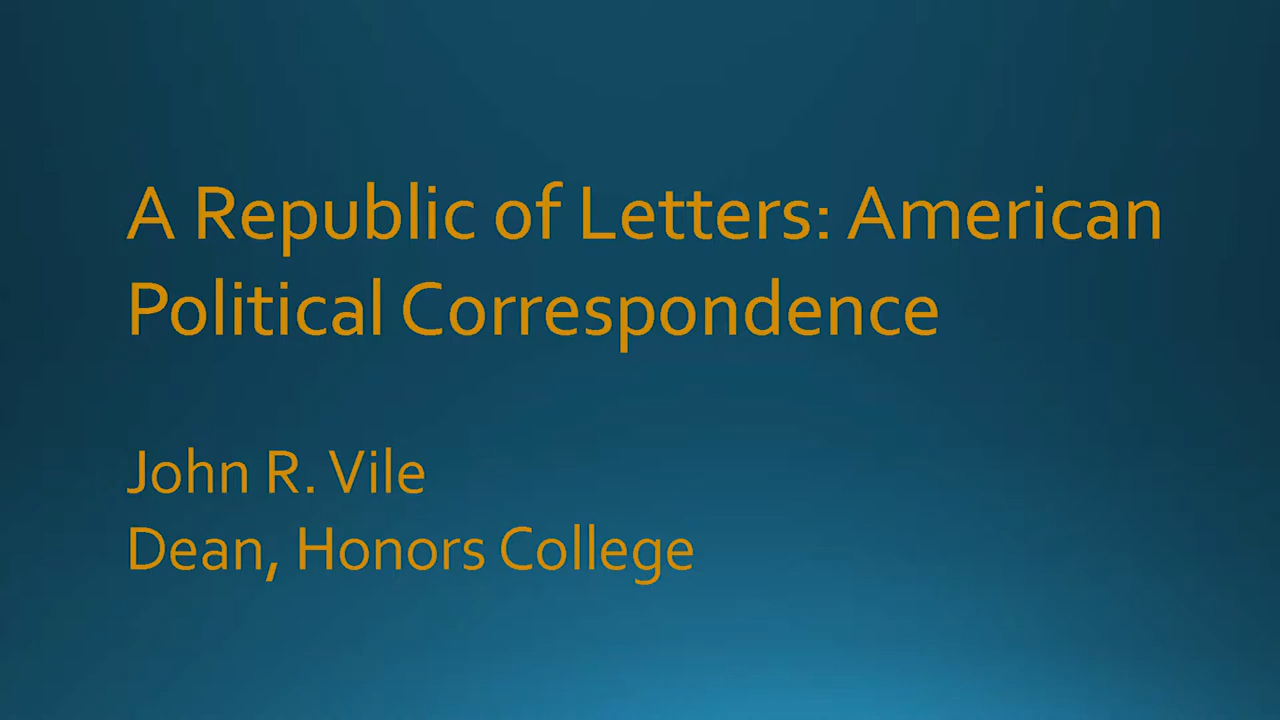 A Republic of Letters: American
Political Correspondence
John R. Vile
Dean, Honors College